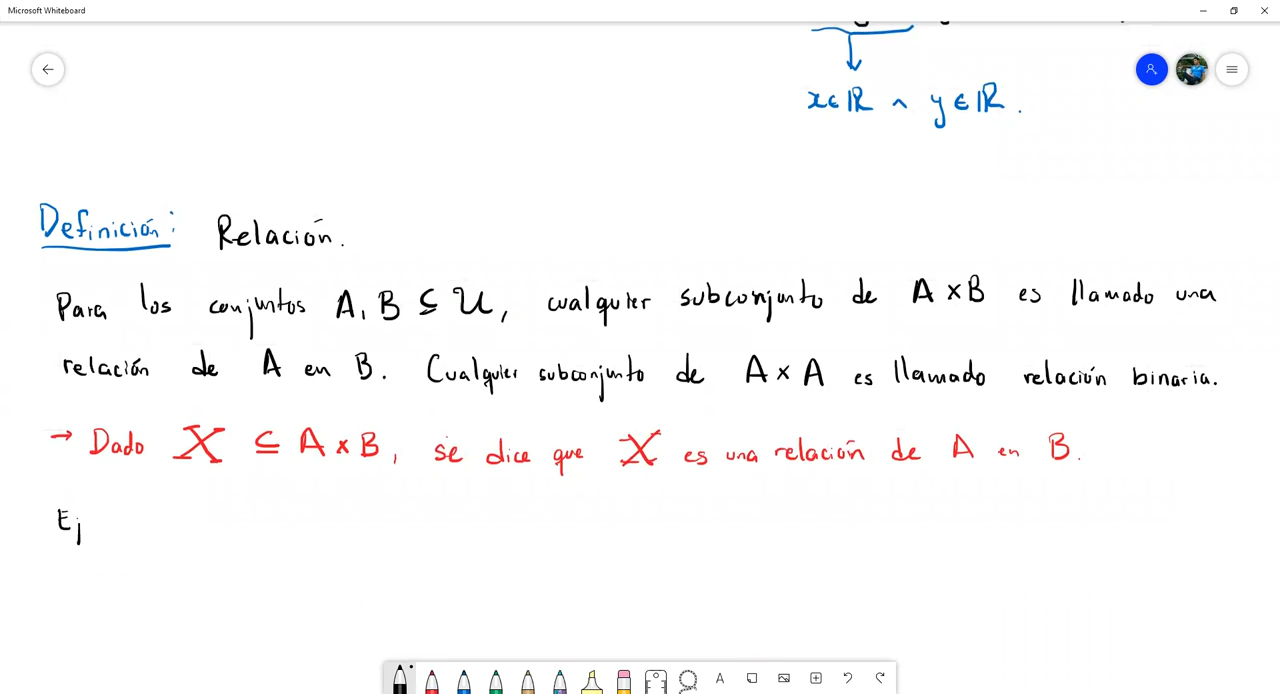 Microsoft Whiteboard
x ∈ ℝ ∧ y ∈ ℝ.
Definición: Relación.
Para los conjuntos A, B ⊆ U, cualquier subconjunto de A × B es llamado una
relación de A en B. Cualquier subconjunto de A × A es llamado relación binaria.
→ Dado X ⊆ A × B, se dice que X es una relación de A en B.
Ej